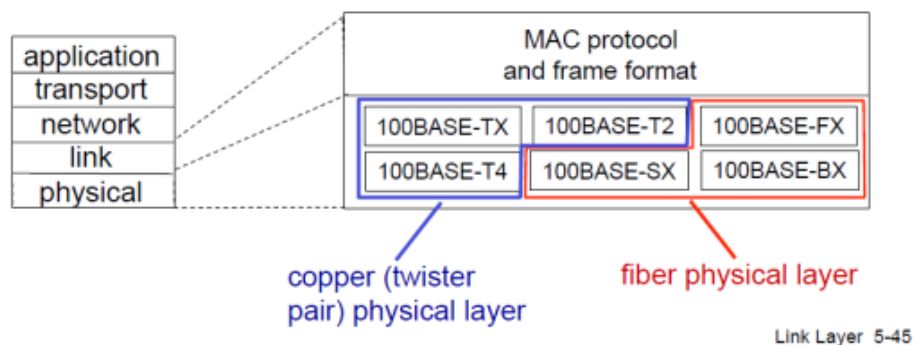 application
transport
network
link
physical
MAC protocol
and frame format
100BASE-TX
100BASE-T2
100BASE-FX
100BASE-T4
100BASE-SX
100BASE-BX
copper (twister
pair) physical layer
fiber physical layer
Link Layer 5-45